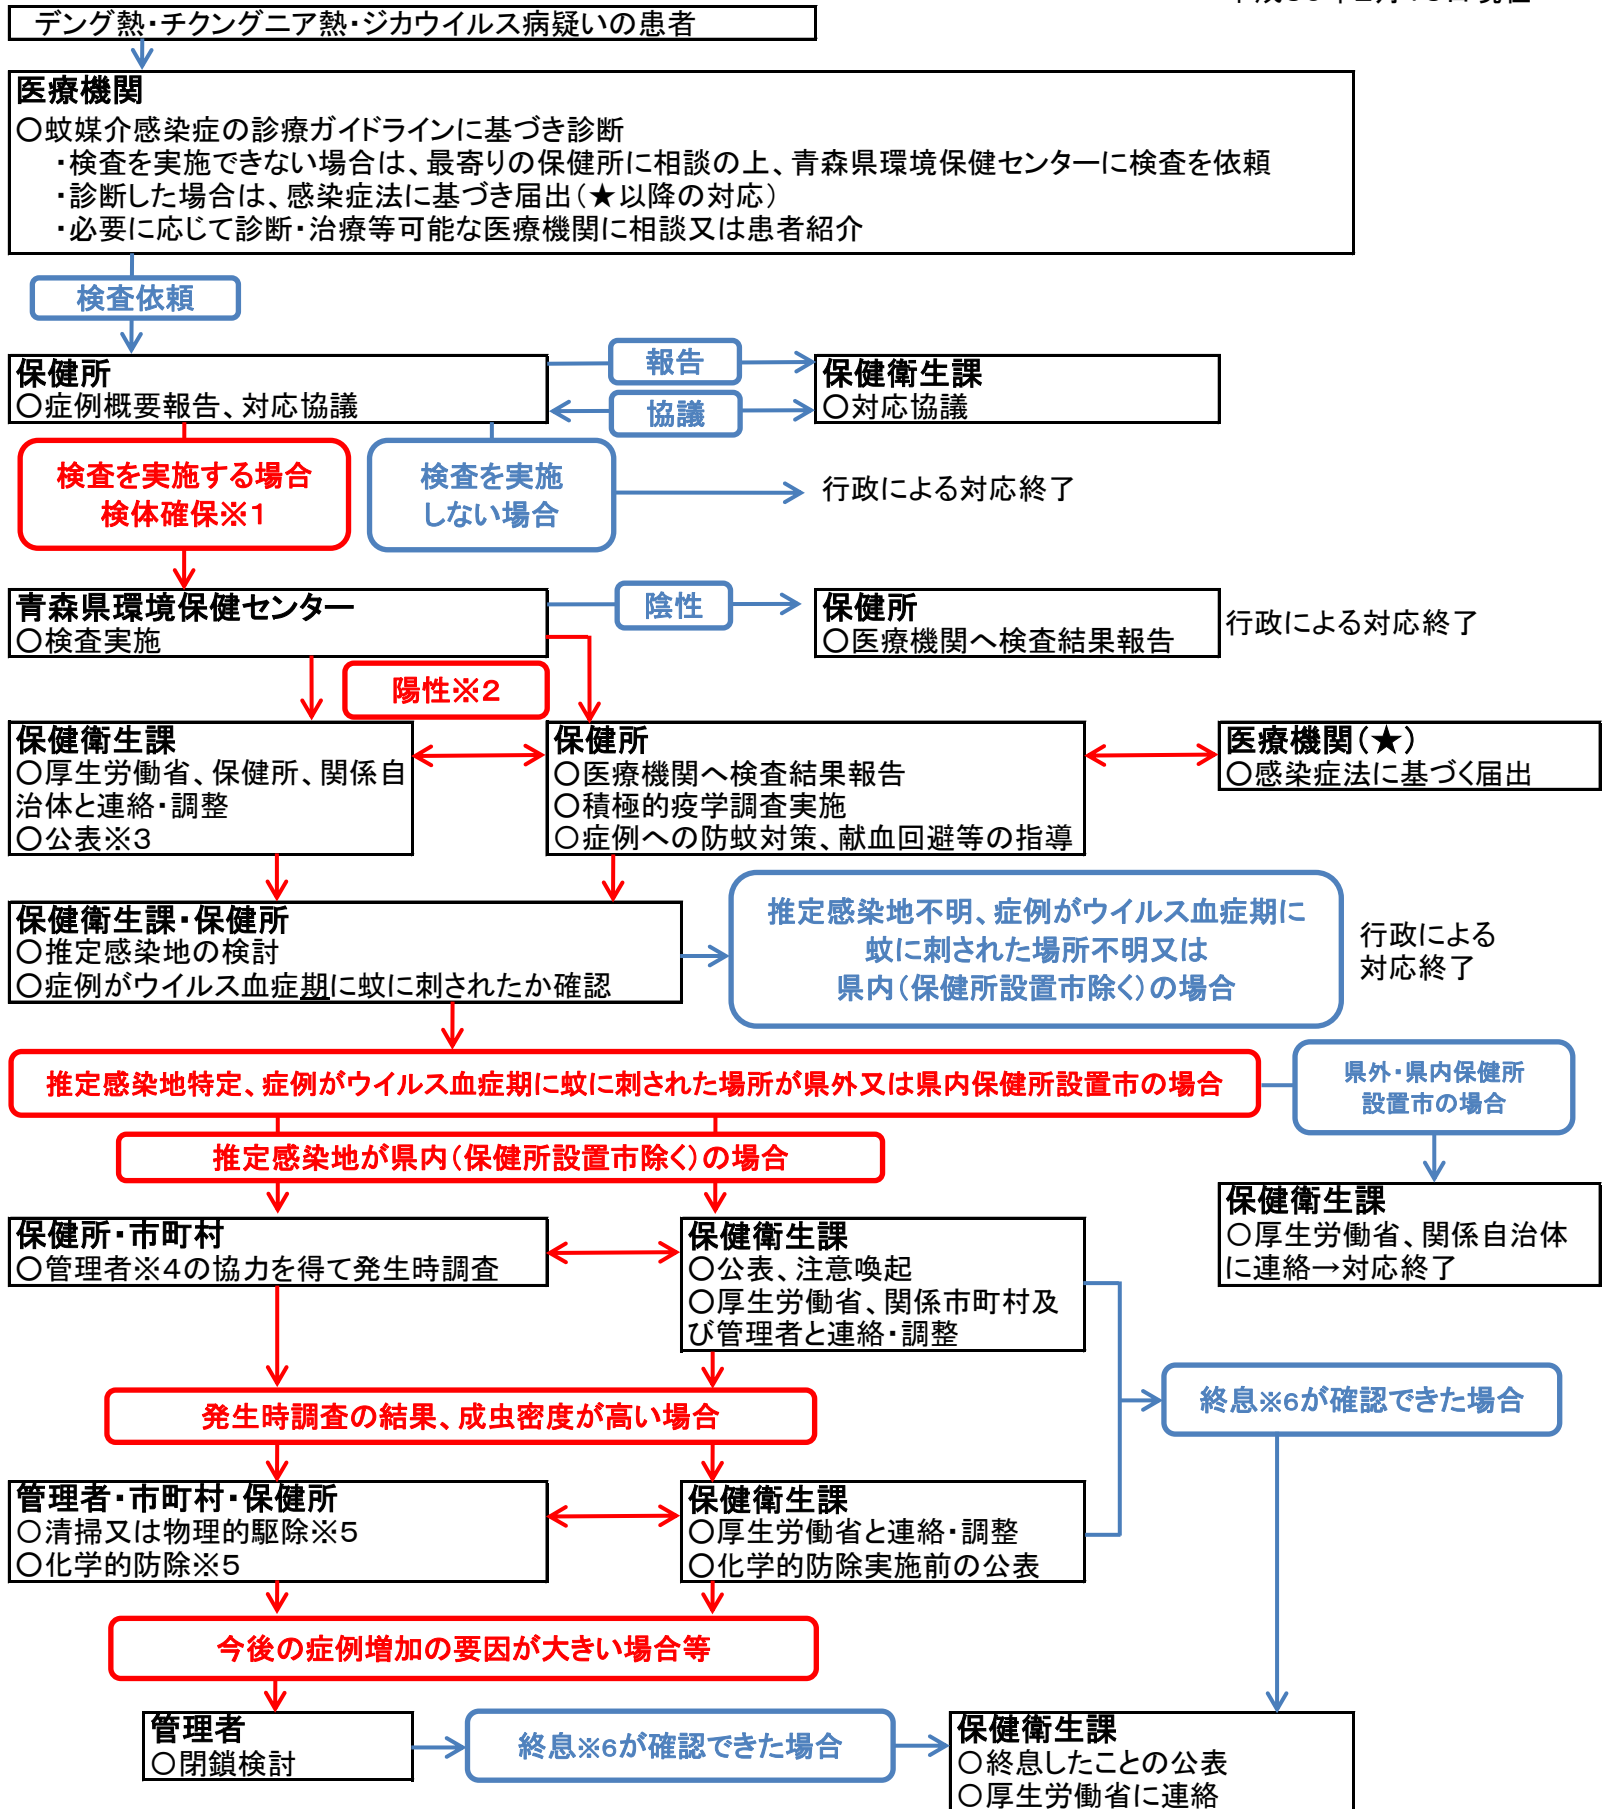 デング熱・チクングニア熱・ジカウイルス病疑いの患者
医療機関
〇蚊媒介感染症の診療ガイドラインに基づき診断
・検査を実施できない場合は、最寄りの保健所に相談の上、青森県環境保健センターに検査を依頼
・診断した場合は、感染症法に基づき届出（★以降の対応）
・必要に応じて診断・治療等可能な医療機関に相談又は患者紹介
検査依頼
保健所
〇症例概要報告、対応協議
報告
協議
保健衛生課
〇対応協議
検査を実施する場合
検体確保※１
検査を実施
しない場合
行政による対応終了
青森県環境保健センター
〇検査実施
陰性
保健所
〇医療機関へ検査結果報告
行政による対応終了
陽性※２
保健衛生課
〇厚生労働省、保健所、関係自
治体と連絡・調整
〇公表※３
保健所
〇医療機関へ検査結果報告
〇積極的疫学調査実施
〇症例への防蚊対策、献血回避等の指導
医療機関（★）
〇感染症法に基づく届出
保健衛生課・保健所
〇推定感染地の検討
〇症例がウイルス血症期に蚊に刺されたか確認
推定感染地不明、症例がウイルス血症期に
蚊に刺された場所不明又は
県内（保健所設置市除く）の場合
行政による
対応終了
推定感染地特定、症例がウイルス血症期に蚊に刺された場所が県外又は県内保健所設置市の場合
県外・県内保健所
設置市の場合
推定感染地が県内（保健所設置市除く）の場合
保健衛生課
〇厚生労働省、関係自治体
に連絡→対応終了
保健所・市町村
〇管理者※４の協力を得て発生時調査
保健衛生課
〇公表、注意喚起
〇厚生労働省、関係市町村及
び管理者と連絡・調整
発生時調査の結果、成虫密度が高い場合
終息※6が確認できた場合
管理者・市町村・保健所
〇清掃又は物理的駆除※５
〇化学的防除※５
保健衛生課
〇厚生労働省と連絡・調整
〇化学的防除実施前の公表
今後の症例増加の要因が大きい場合等
管理者
〇閉鎖検討
終息※6が確認できた場合
保健衛生課
〇終息したことの公表
〇厚生労働省に連絡